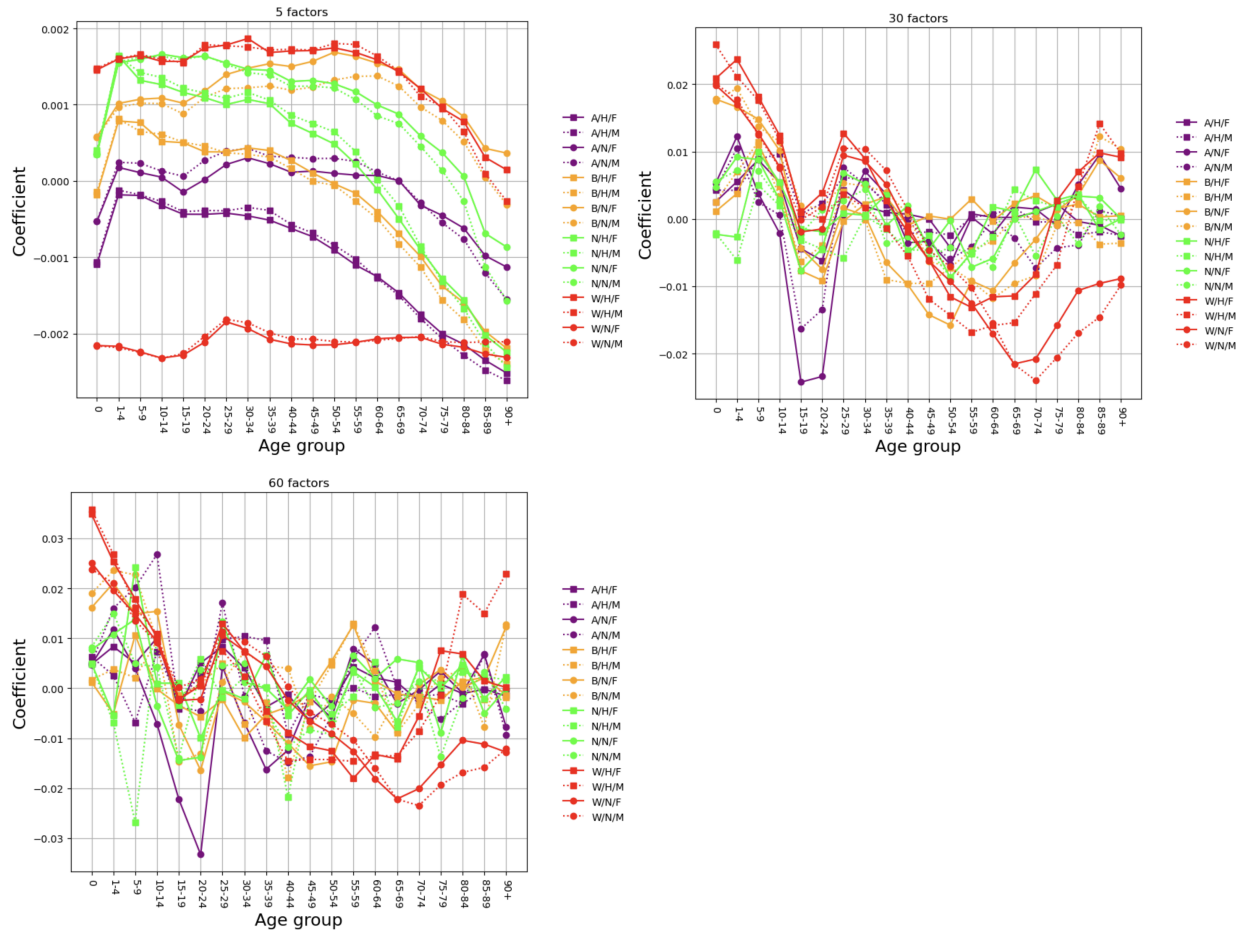 5 factors
0.002
0.001
0.000
−0.001
−0.002
Coefficient
0
1-4
5-9
10-14
15-19
20-24
25-29
30-34
35-39
40-44
45-49
50-54
55-59
60-64
65-69
70-74
75-79
80-84
85-89
90+
Age group
A/H/F
A/H/M
A/N/F
A/N/M
B/H/F
B/H/M
B/N/F
B/N/M
N/H/F
N/H/M
N/N/F
N/N/M
W/H/F
W/H/M
W/N/F
W/N/M
30 factors
0.02
0.01
0.00
−0.01
−0.02
Coefficient
0
1-4
5-9
10-14
15-19
20-24
25-29
30-34
35-39
40-44
45-49
50-54
55-59
60-64
65-69
70-74
75-79
80-84
85-89
90+
Age group
A/H/F
A/H/M
A/N/F
A/N/M
B/H/F
B/H/M
B/N/F
B/N/M
N/H/F
N/H/M
N/N/F
N/N/M
W/H/F
W/H/M
W/N/F
W/N/M
60 factors
0.03
0.02
0.01
0.00
−0.01
−0.02
−0.03
Coefficient
0
1-4
5-9
10-14
15-19
20-24
25-29
30-34
35-39
40-44
45-49
50-54
55-59
60-64
65-69
70-74
75-79
80-84
85-89
90+
Age group
A/H/F
A/H/M
A/N/F
A/N/M
B/H/F
B/H/M
B/N/F
B/N/M
N/H/F
N/H/M
N/N/F
N/N/M
W/H/F
W/H/M
W/N/F
W/N/M